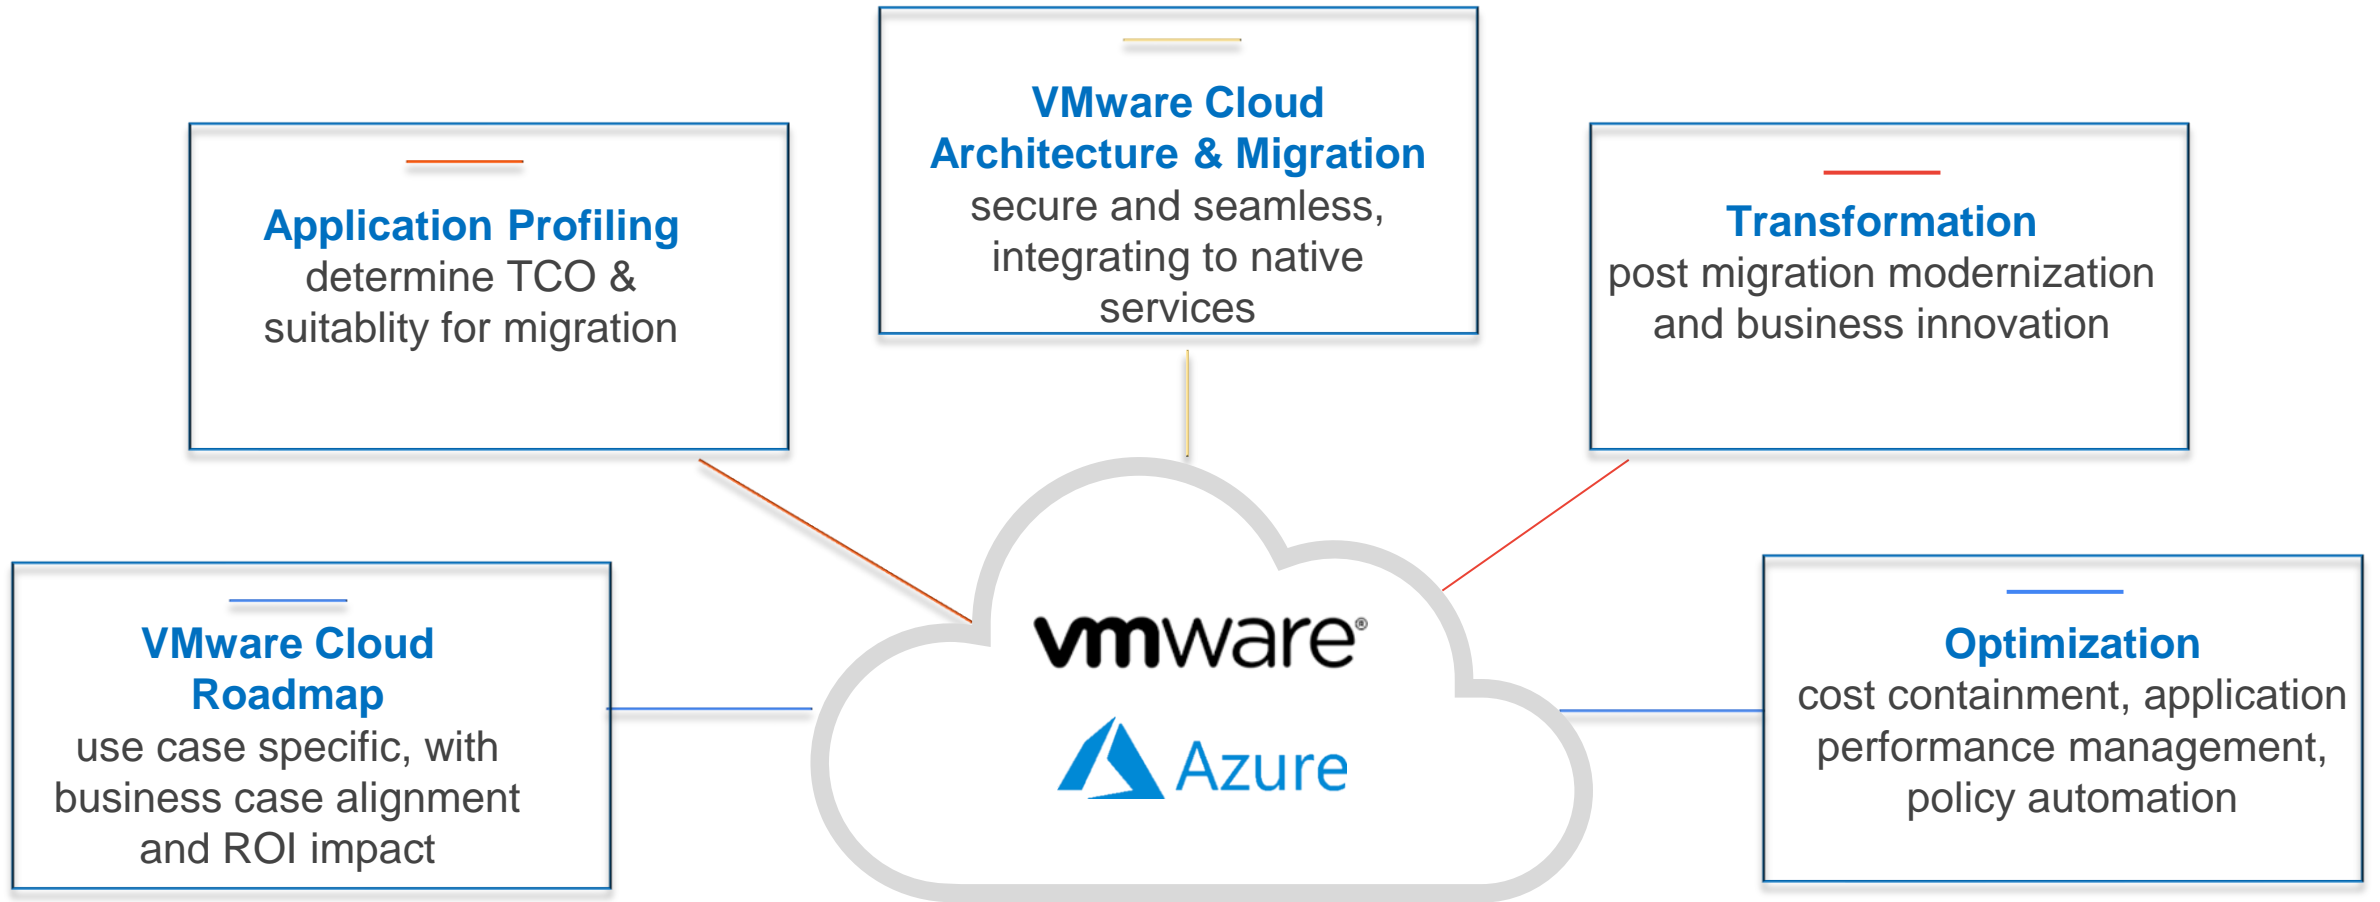 VMware Cloud
Architecture & Migration
secure and seamless,
integrating to native
services
Application Profiling
determine TCO &
suitablity for migration
Transformation
post migration modernization
and business innovation
VMware Cloud
Roadmap
use case specific, with
business case alignment
and ROI impact
vmware®
Azure
Optimization
cost containment, application
performance management,
policy automation